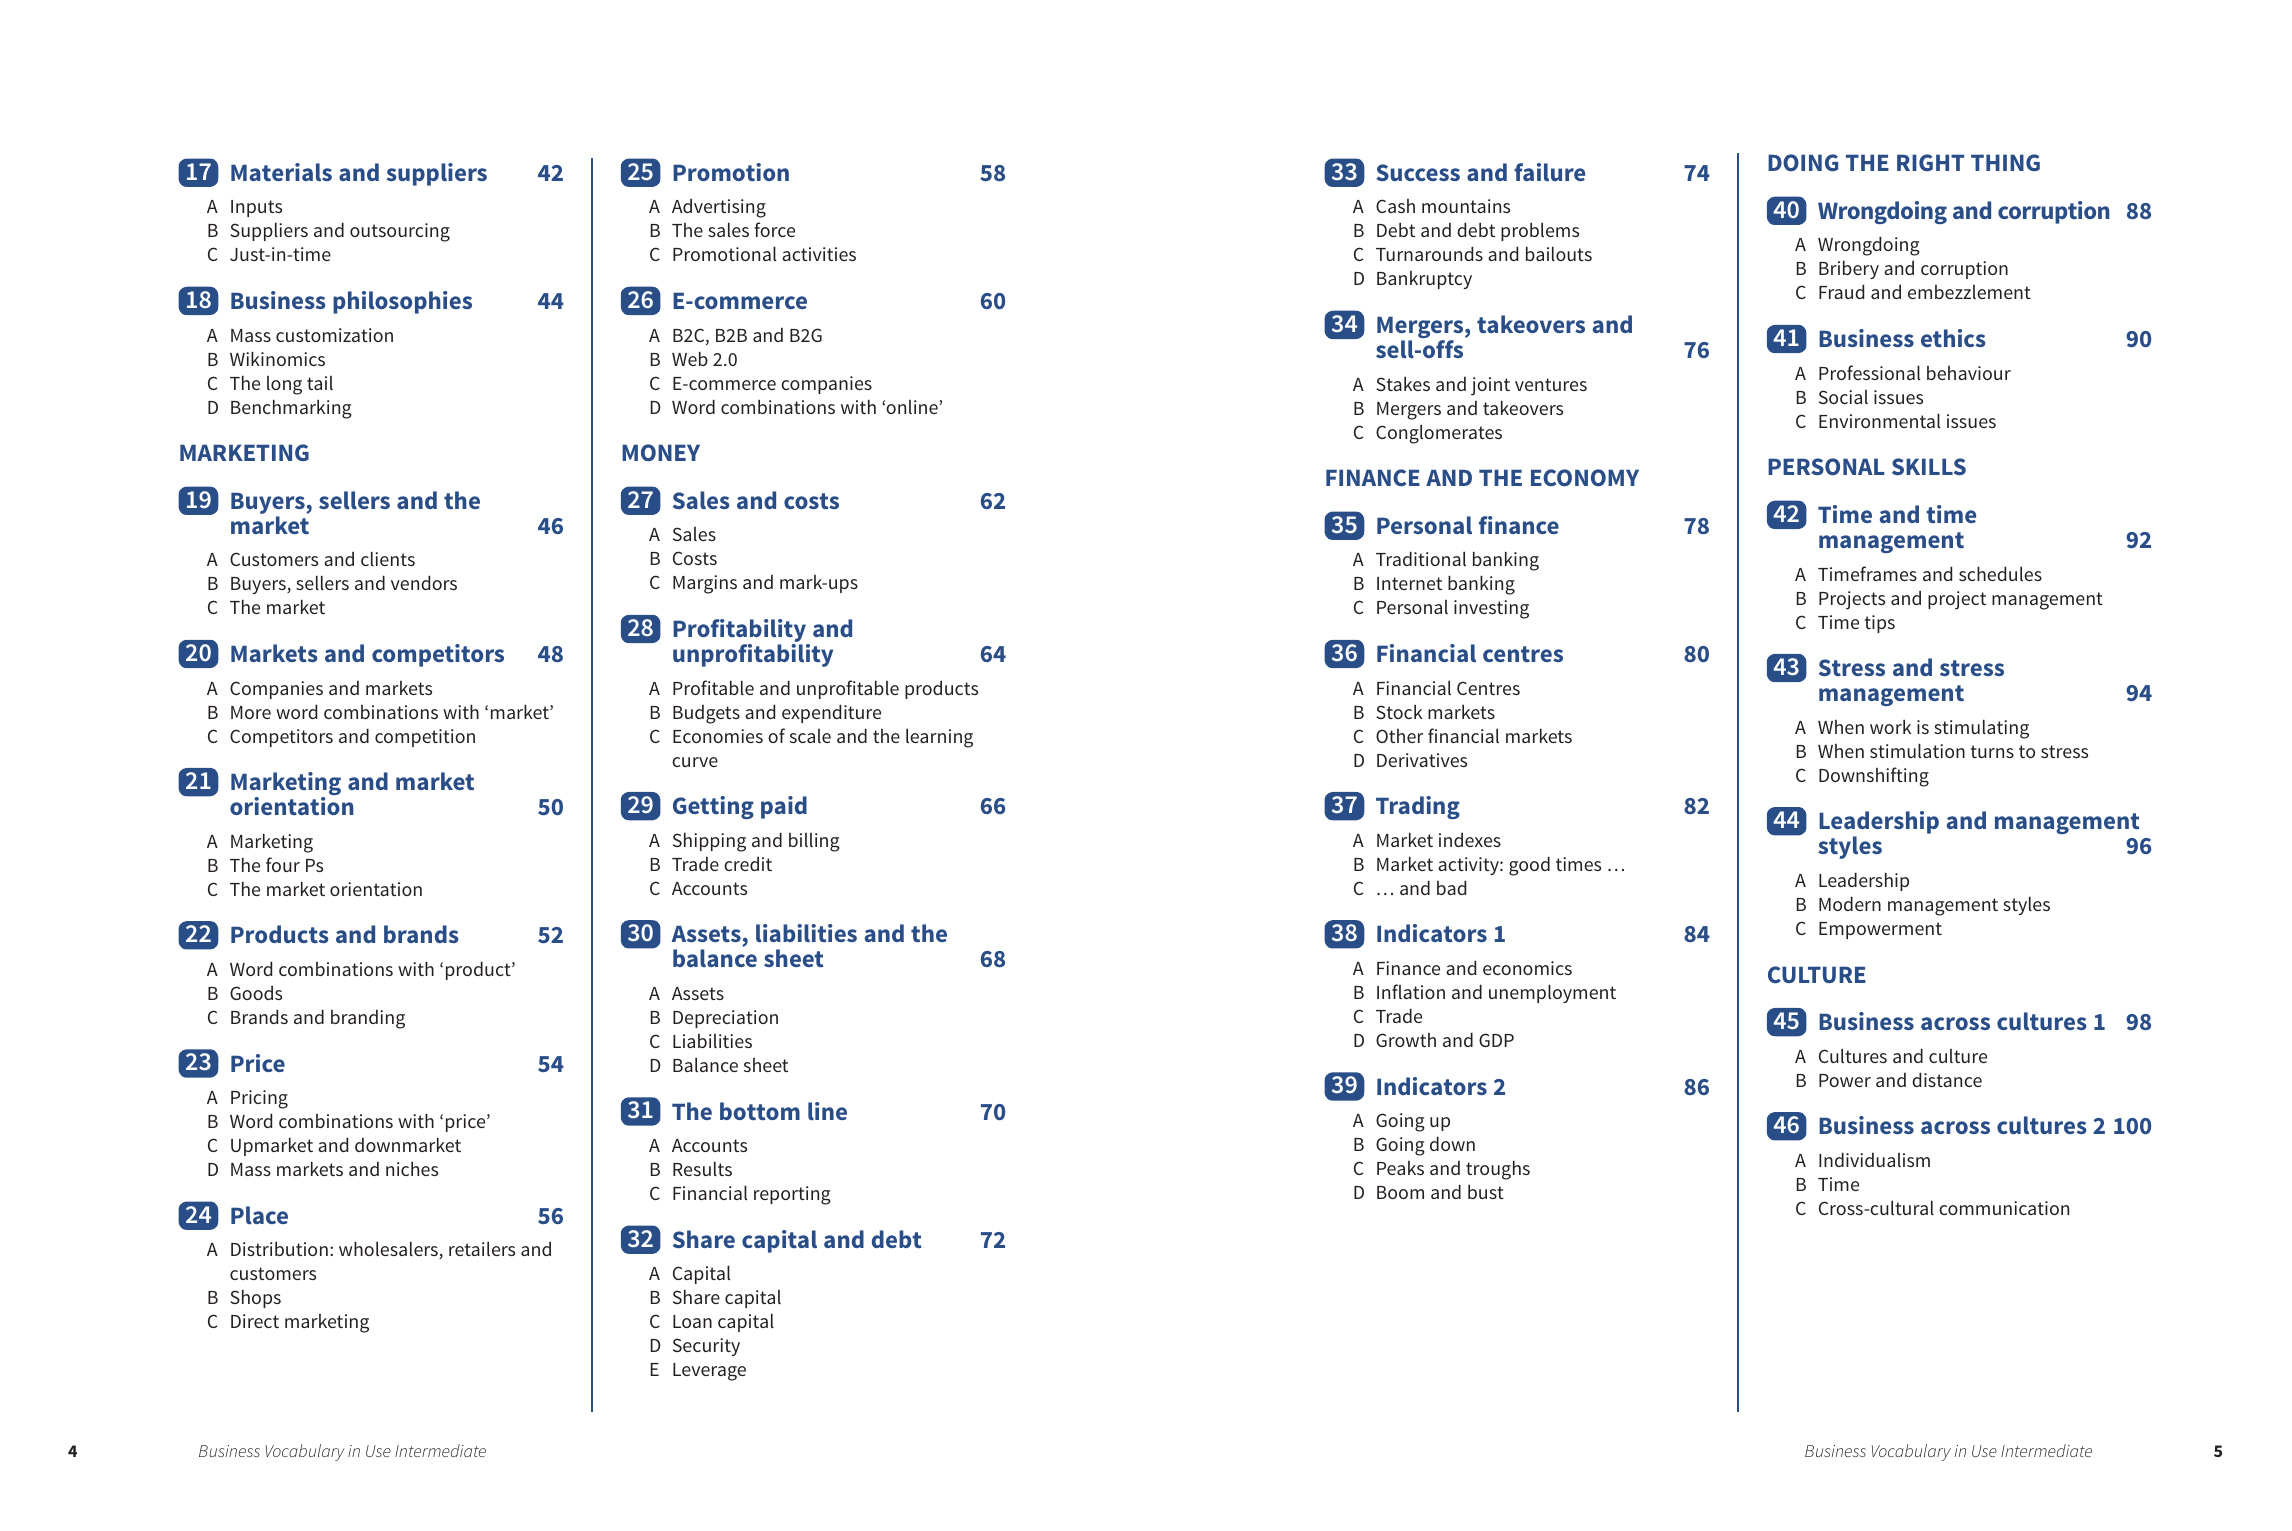 17 Materials and suppliers 42
A Inputs
B Suppliers and outsourcing
C Just-in-time
18 Business philosophies 44
A Mass customization
B Wikinomics
C The long tail
D Benchmarking
MARKETING
19 Buyers, sellers and the
market 46
A Customers and clients
B Buyers, sellers and vendors
C The market
20 Markets and competitors 48
A Companies and markets
B More word combinations with ‘market’
C Competitors and competition
21 Marketing and market
orientation 50
A Marketing
B The four Ps
C The market orientation
22 Products and brands 52
A Word combinations with ‘product’
B Goods
C Brands and branding
23 Price 54
A Pricing
B Word combinations with ‘price’
C Upmarket and downmarket
D Mass markets and niches
24 Place 56
A Distribution: wholesalers, retailers and
customers
B Shops
C Direct marketing
25 Promotion 58
A Advertising
B The sales force
C Promotional activities
26 E-commerce 60
A B2C, B2B and B2G
B Web 2.0
C E-commerce companies
D Word combinations with ‘online’
MONEY
27 Sales and costs 62
A Sales
B Costs
C Margins and mark-ups
28 Profitability and
unprofitability 64
A Profitable and unprofitable products
B Budgets and expenditure
C Economies of scale and the learning
curve
29 Getting paid 66
A Shipping and billing
B Trade credit
C Accounts
30 Assets, liabilities and the
balance sheet 68
A Assets
B Depreciation
C Liabilities
D Balance sheet
31 The bottom line 70
A Accounts
B Results
C Financial reporting
32 Share capital and debt 72
A Capital
B Share capital
C Loan capital
D Security
E Leverage
4 Business Vocabulary in Use Intermediate
33 Success and failure 74
A Cash mountains
B Debt and debt problems
C Turnarounds and bailouts
D Bankruptcy
34 Mergers, takeovers and
sell-offs 76
A Stakes and joint ventures
B Mergers and takeovers
C Conglomerates
FINANCE AND THE ECONOMY
35 Personal finance 78
A Traditional banking
B Internet banking
C Personal investing
36 Financial centres 80
A Financial Centres
B Stock markets
C Other financial markets
D Derivatives
37 Trading 82
A Market indexes
B Market activity: good times …
C … and bad
38 Indicators 1 84
A Finance and economics
B Inflation and unemployment
C Trade
D Growth and GDP
39 Indicators 2 86
A Going up
B Going down
C Peaks and troughs
D Boom and bust
DOING THE RIGHT THING
40 Wrongdoing and corruption 88
A Wrongdoing
B Bribery and corruption
C Fraud and embezzlement
41 Business ethics 90
A Professional behaviour
B Social issues
C Environmental issues
PERSONAL SKILLS
42 Time and time
management 92
A Timeframes and schedules
B Projects and project management
C Time tips
43 Stress and stress
management 94
A When work is stimulating
B When stimulation turns to stress
C Downshifting
44 Leadership and management
styles 96
A Leadership
B Modern management styles
C Empowerment
CULTURE
45 Business across cultures 1 98
A Cultures and culture
B Power and distance
46 Business across cultures 2 100
A Individualism
B Time
C Cross-cultural communication
Business Vocabulary in Use Intermediate 5